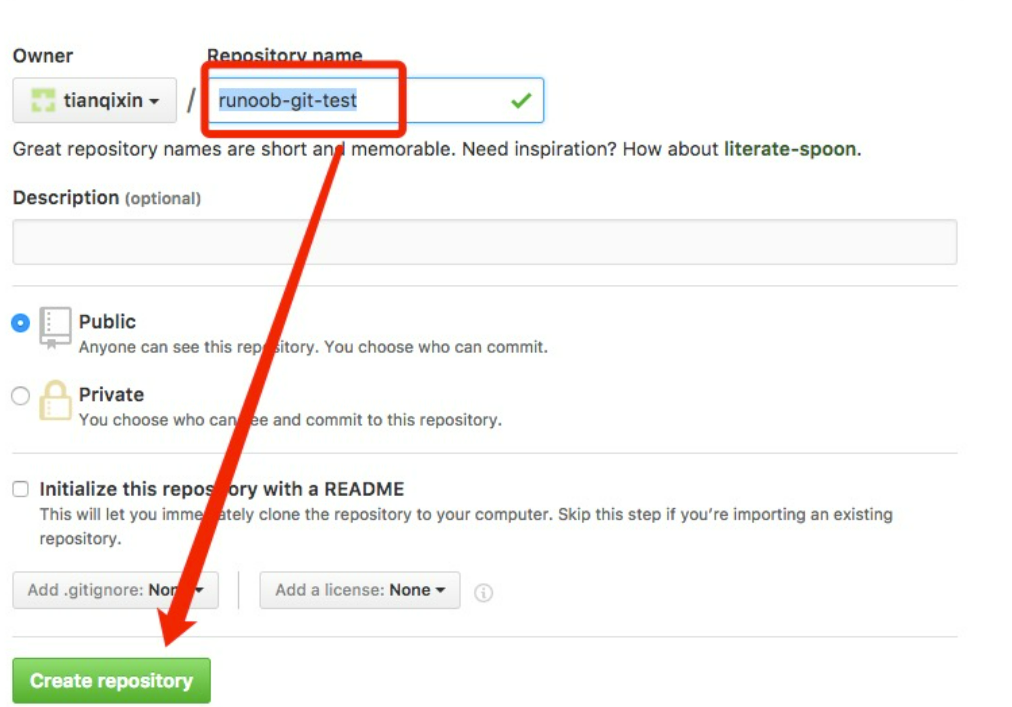 Owner Repository name
tianqixin / runoob-git-test
Great repository names are short and memorable. Need inspiration? How about literate-spoon.
Description (optional)
Public
Anyone can see this repository. You choose who can commit.
Private
You choose who can see and commit to this repository.
Initialize this repository with a README
This will let you immediately clone the repository to your computer. Skip this step if you’re importing an existing
repository.
Add .gitignore: None Add a license: None
Create repository